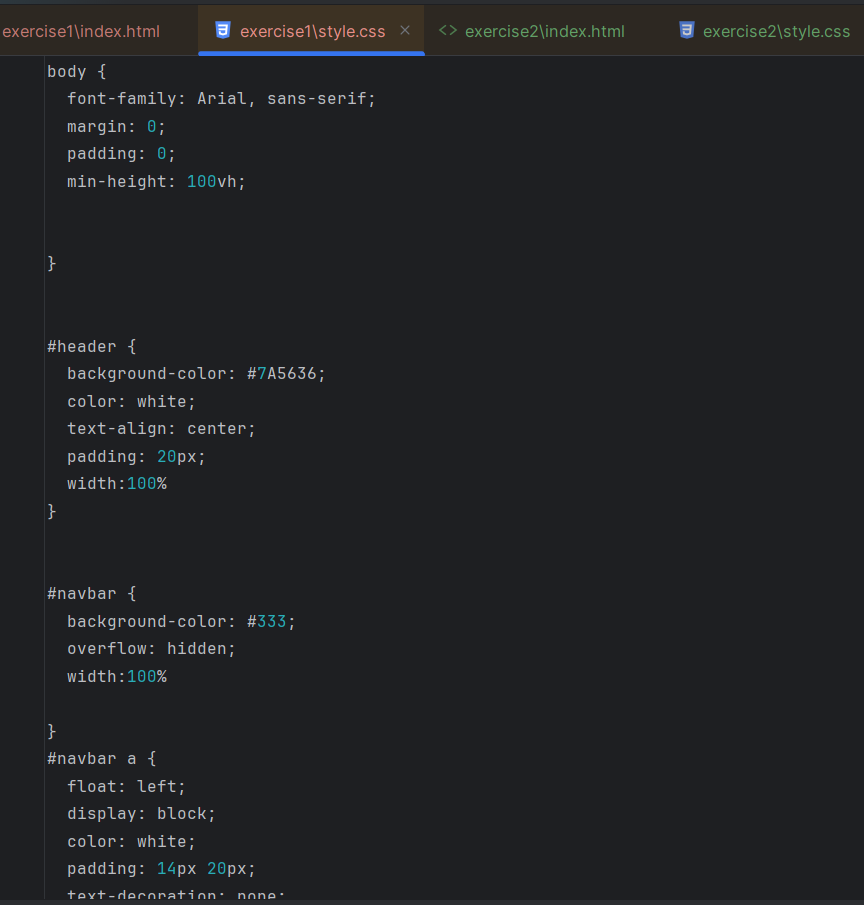 exercise1\index.html exercise1\style.css exercise2\index.html exercise2\style.css
body {
  font-family: Arial, sans-serif;
  margin: 0;
  padding: 0;
  min-height: 100vh;
}
#header {
  background-color: #7A5636;
  color: white;
  text-align: center;
  padding: 20px;
  width:100%
}
#navbar {
  background-color: #333;
  overflow: hidden;
  width:100%
}
#navbar a {
  float: left;
  display: block;
  color: white;
  padding: 14px 20px;
  text-decoration: none;